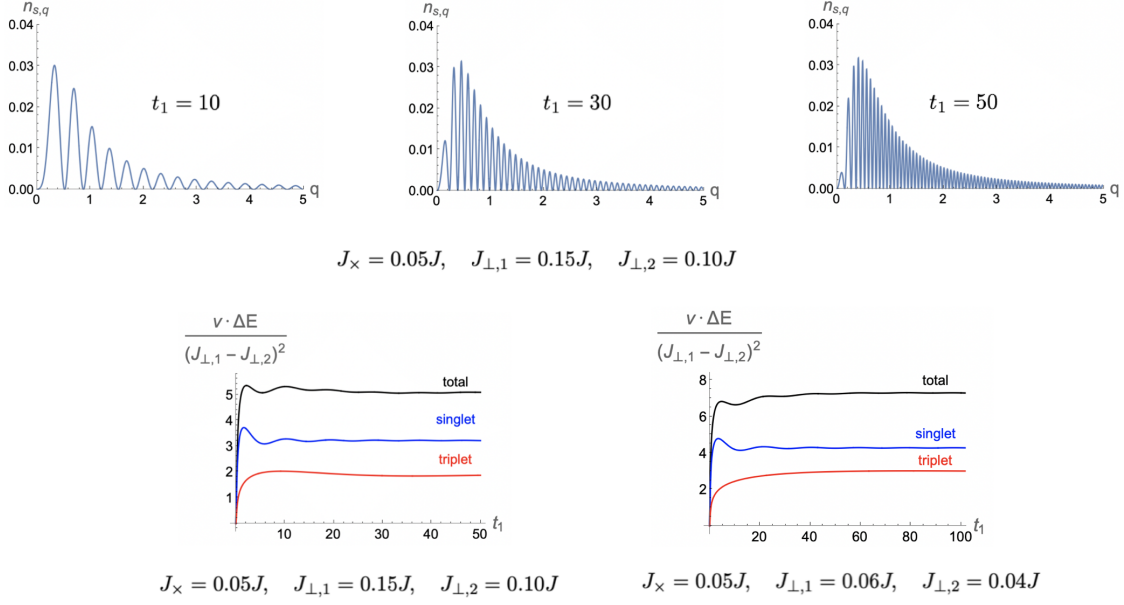 n_{s,q}
0.04
0.03
0.02
0.01
0.00
0 1 2 3 4 5
q
t_1 = 10
n_{s,q}
0.04
0.03
0.02
0.01
0.00
0 1 2 3 4 5
q
t_1 = 30
n_{s,q}
0.04
0.03
0.02
0.01
0.00
0 1 2 3 4 5
q
t_1 = 50
J_× = 0.05J, J_{⊥,1} = 0.15J, J_{⊥,2} = 0.10J
v · ΔE
(J_{⊥,1} − J_{⊥,2})^2
5
4
3
2
1
total
singlet
triplet
10 20 30 40 50
t_1
J_× = 0.05J, J_{⊥,1} = 0.15J, J_{⊥,2} = 0.10J
v · ΔE
(J_{⊥,1} − J_{⊥,2})^2
8
6
4
2
total
singlet
triplet
20 40 60 80 100
t_1
J_× = 0.05J, J_{⊥,1} = 0.06J, J_{⊥,2} = 0.04J